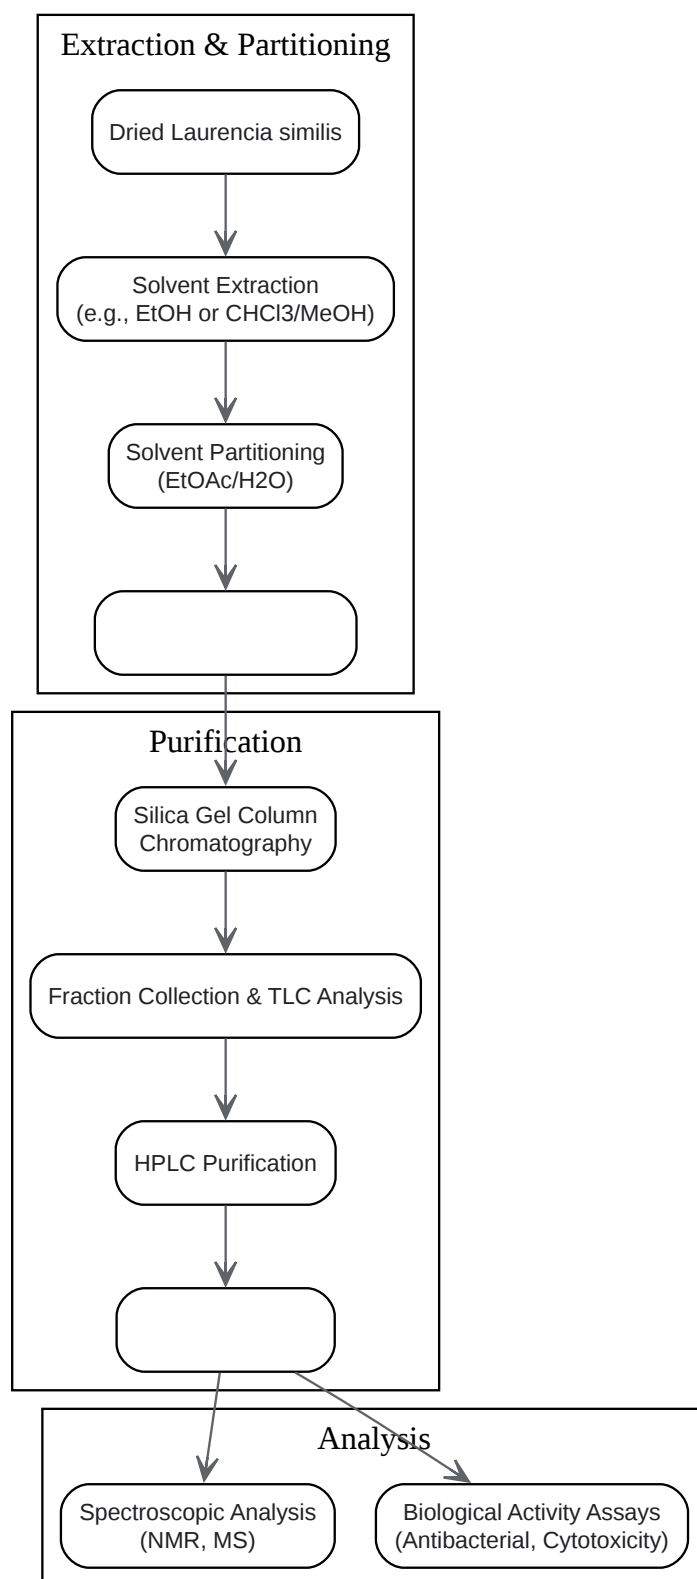 Extraction & Partitioning
Dried Laurencia similis
Solvent Extraction
(e.g., EtOH or CHCl3/MeOH)
Solvent Partitioning
(EtOAc/H2O)
Purification
Silica Gel Column
Chromatography
Fraction Collection & TLC Analysis
HPLC Purification
Analysis
Spectroscopic Analysis
(NMR, MS)
Biological Activity Assays
(Antibacterial, Cytotoxicity)